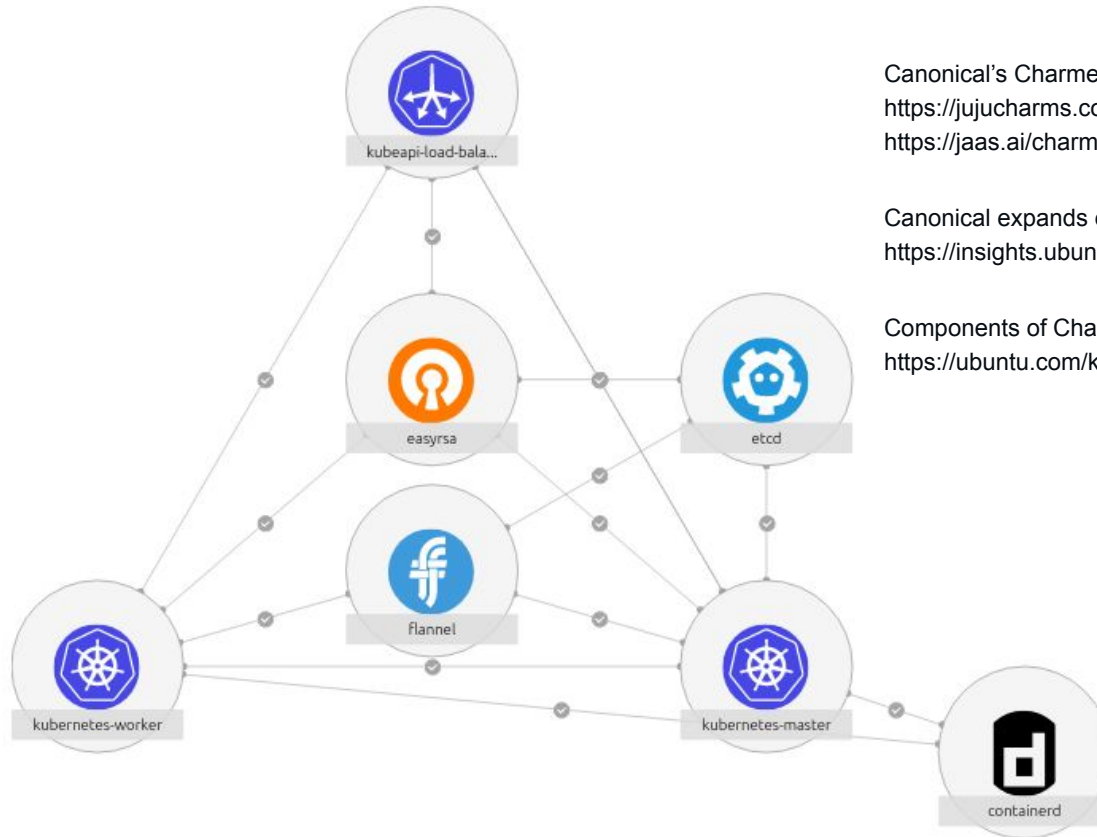 kubeapi-load-bala...
easyrsa
etcd
flannel
kubernetes-worker
kubernetes-master
containerd
Canonical’s Charme
https://jujucharms.co
https://jaas.ai/charm
Canonical expands
https://insights.ubun
Components of Cha
https://ubuntu.com/k